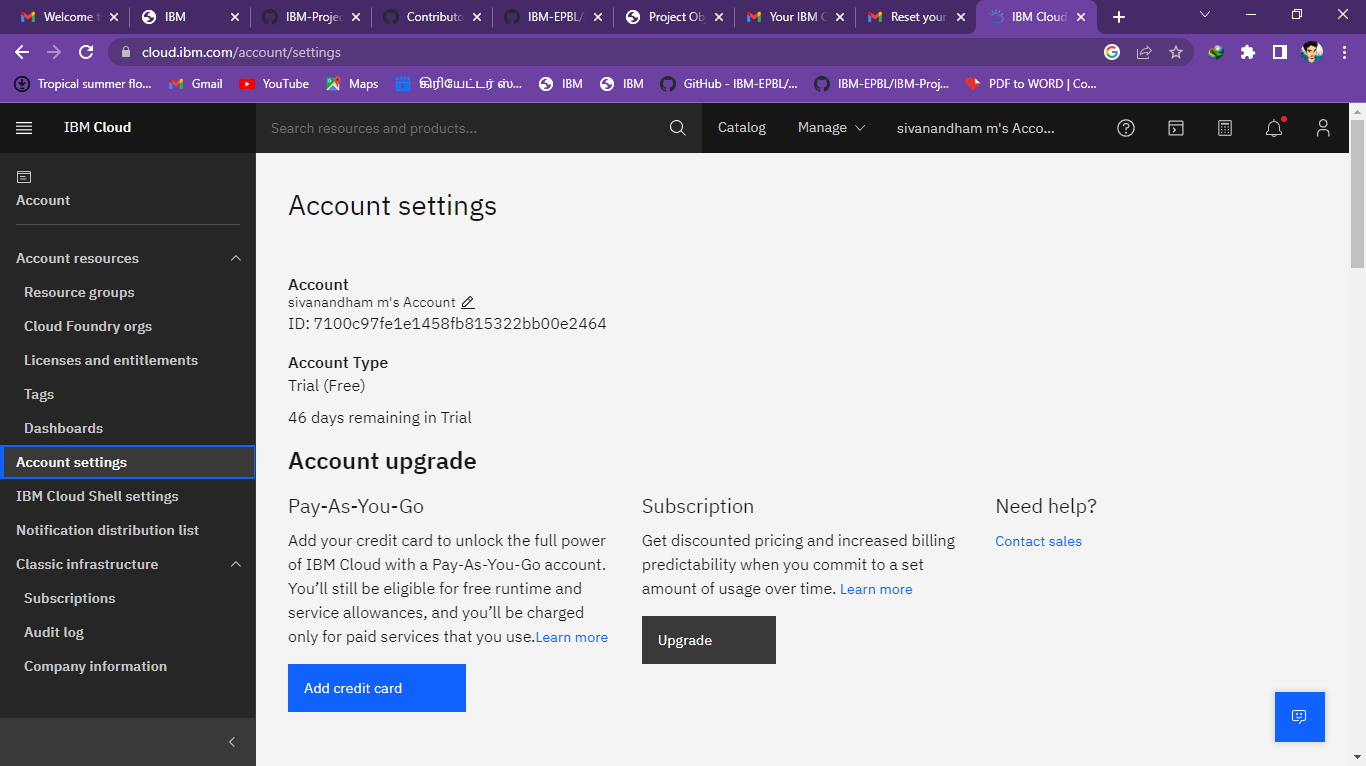 Welcome t
IBM
IBM-Projec
Contributo
IBM-EPBL/
Project Obj
Your IBM C
Reset your
IBM Cloud
cloud.ibm.com/account/settings
Tropical summer flo...
Gmail
YouTube
Maps
கிரியேட்டர் ஸ்...
IBM
IBM
GitHub - IBM-EPBL/...
IBM-EPBL/IBM-Proj...
PDF to WORD | Co...
IBM Cloud
Search resources and products...
Catalog
Manage
sivanandham m's Acco...
Account
Account resources
Resource groups
Cloud Foundry orgs
Licenses and entitlements
Tags
Dashboards
Account settings
IBM Cloud Shell settings
Notification distribution list
Classic infrastructure
Subscriptions
Audit log
Company information
Account settings
Account
sivanandham m's Account
ID: 7100c97fe1e1458fb815322bb00e2464
Account Type
Trial (Free)
46 days remaining in Trial
Account upgrade
Pay-As-You-Go
Add your credit card to unlock the full power
of IBM Cloud with a Pay-As-You-Go account.
You’ll still be eligible for free runtime and
service allowances, and you’ll be charged
only for paid services that you use.Learn more
Add credit card
Subscription
Get discounted pricing and increased billing
predictability when you commit to a set
amount of usage over time. Learn more
Upgrade
Need help?
Contact sales